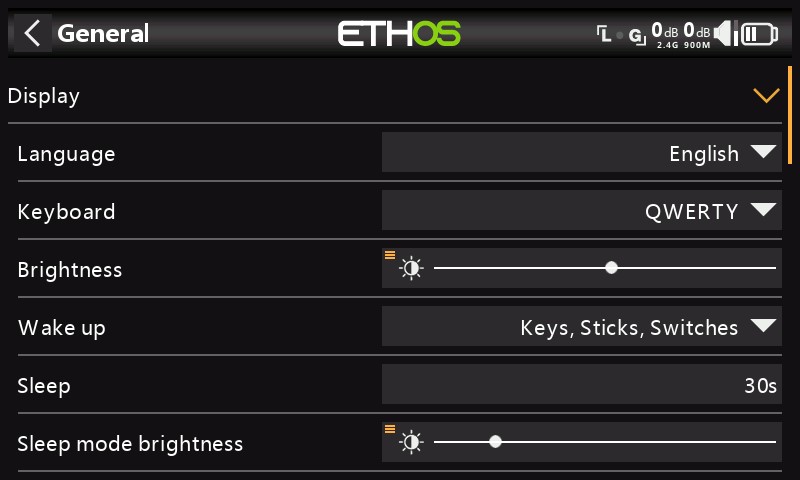 General
ETHOS
L G 0dB 0dB
2.4G 900M
Display
Language English
Keyboard QWERTY
Brightness
Wake up Keys, Sticks, Switches
Sleep 30s
Sleep mode brightness